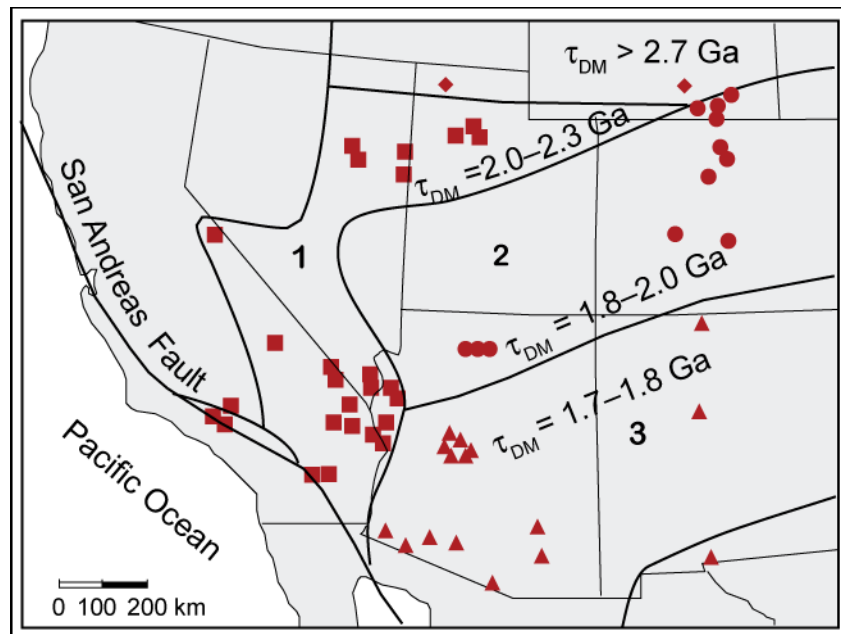 τDM > 2.7 Ga
τDM =2.0–2.3 Ga
San Andreas Fault
1
2
τDM = 1.8–2.0 Ga
τDM = 1.7–1.8 Ga
3
Pacific Ocean
0 100 200 km